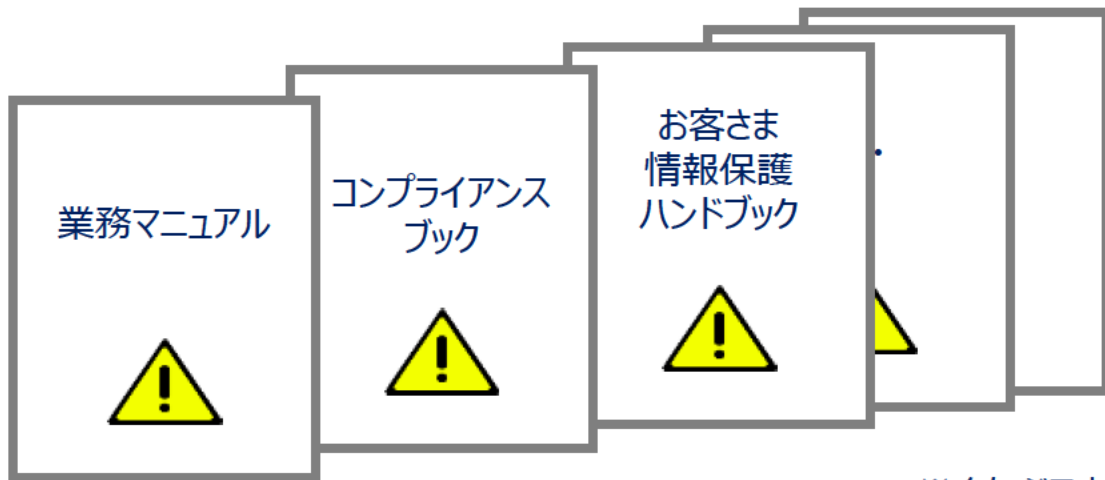 業務マニュアル
コンプライアンス
ブック
お客さま
情報保護
ハンドブック